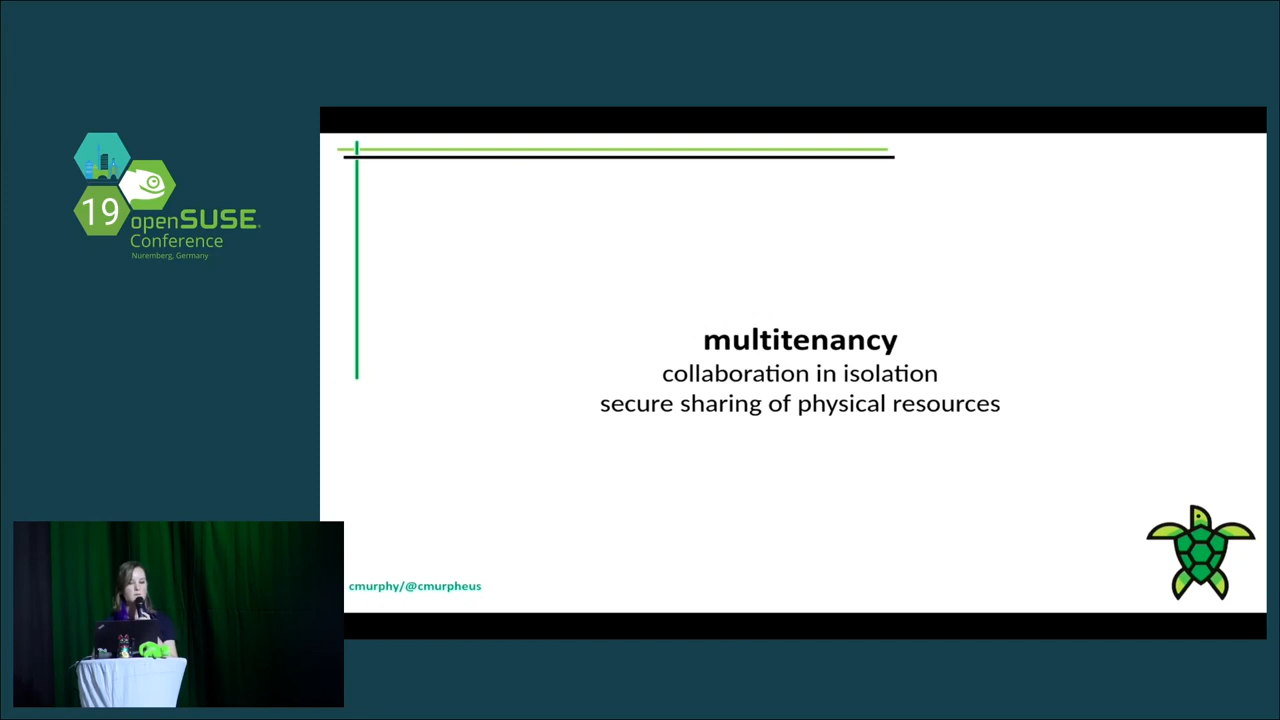 19
openSUSE
Conference
Nuremberg, Germany
multitenancy
collaboration in isolation
secure sharing of physical resources
cmurphy/@cmurpheus